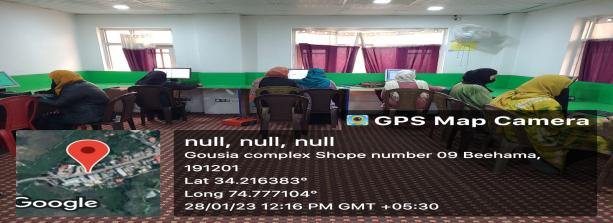 GPS Map Camera
null, null, null
Gousia complex Shope number 09 Beehama,
191201
Lat 34.216383°
Long 74.777104°
28/01/23 12:16 PM GMT +05:30
Google